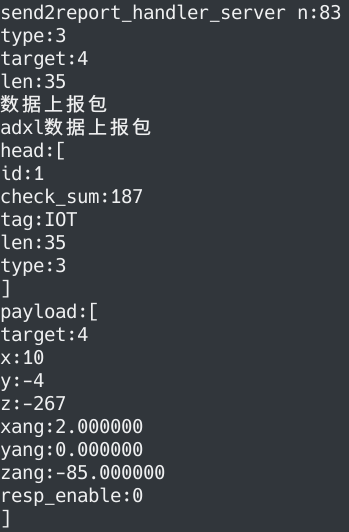 send2report_handler_server n:83
type:3
target:4
len:35
数据上报包
adxl数据上报包
head:[
id:1
check_sum:187
tag:IOT
len:35
type:3
]
payload:[
target:4
x:10
y:-4
z:-267
xang:2.000000
yang:0.000000
zang:-85.000000
resp_enable:0
]